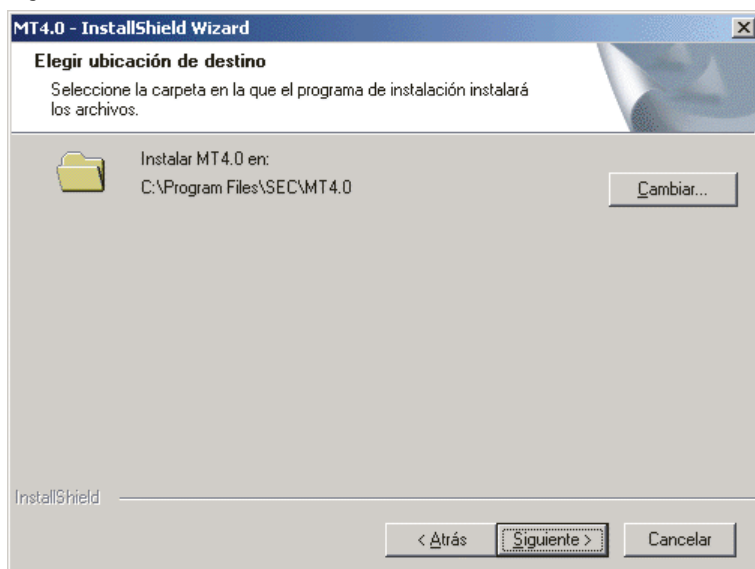 MT4.0 - InstallShield Wizard
Elegir ubicación de destino
Seleccione la carpeta en la que el programa de instalación instalará
los archivos.
Instalar MT4.0 en:
C:\Program Files\SEC\MT4.0
Cambiar...
InstallShield
< Atrás
Siguiente >
Cancelar